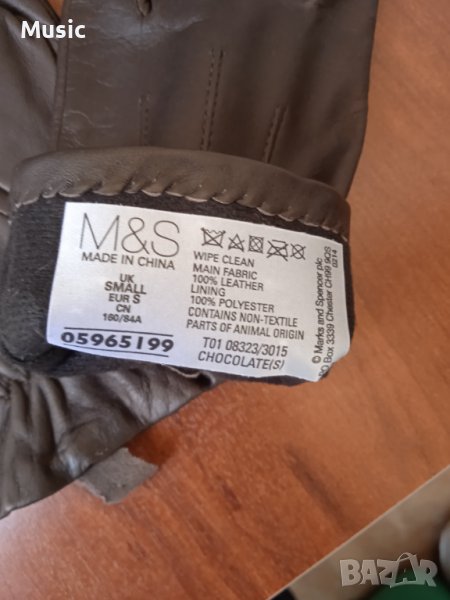 Music
M&S
MADE IN CHINA
UK
SMALL
EUR S
CN
160/84A
05965199
WIPE CLEAN
MAIN FABRIC
100% LEATHER
LINING
100% POLYESTER
CONTAINS NON-TEXTILE
PARTS OF ANIMAL ORIGIN
T01 08323/3015
CHOCOLATE(S)
© Marks and Spencer plc
PO Box 3339 Chester CH99 9QS
0214
BAZAR